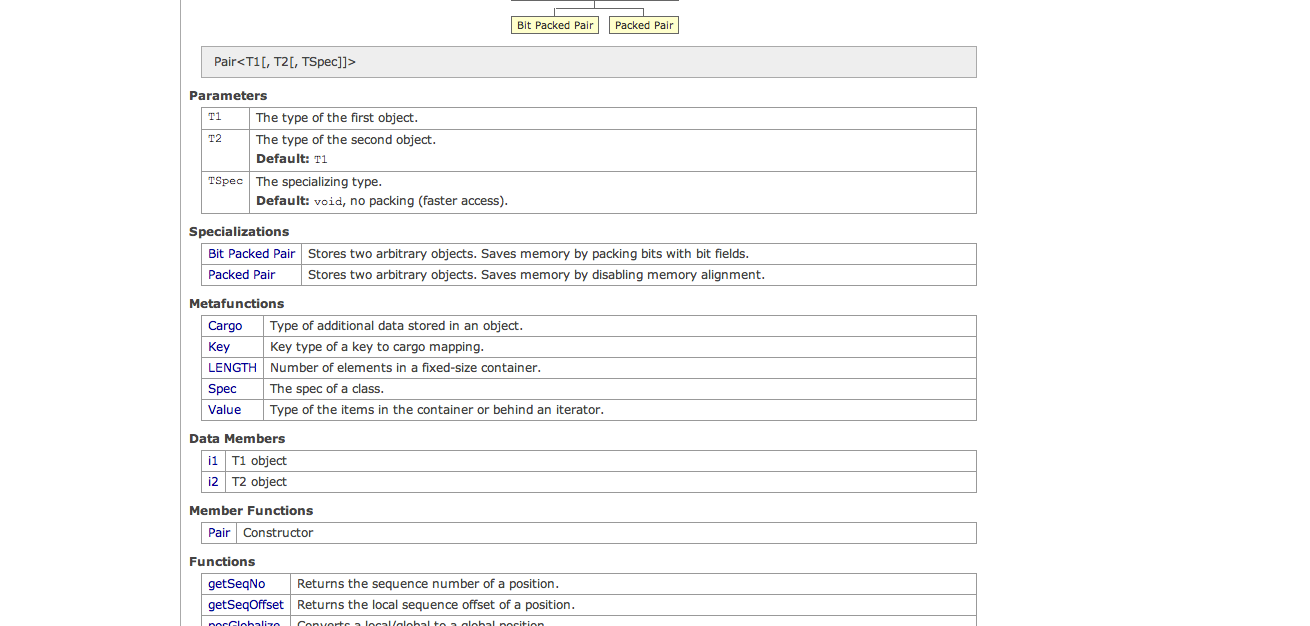 Bit Packed Pair Packed Pair
Pair<T1[, T2[, TSpec]]>
Parameters
T1 The type of the first object.
T2 The type of the second object.
Default: T1
TSpec The specializing type.
Default: void, no packing (faster access).
Specializations
Bit Packed Pair Stores two arbitrary objects. Saves memory by packing bits with bit fields.
Packed Pair Stores two arbitrary objects. Saves memory by disabling memory alignment.
Metafunctions
Cargo Type of additional data stored in an object.
Key Key type of a key to cargo mapping.
LENGTH Number of elements in a fixed-size container.
Spec The spec of a class.
Value Type of the items in the container or behind an iterator.
Data Members
i1 T1 object
i2 T2 object
Member Functions
Pair Constructor
Functions
getSeqNo Returns the sequence number of a position.
getSeqOffset Returns the local sequence offset of a position.
posGlobalize Converts a local/global to a global position.